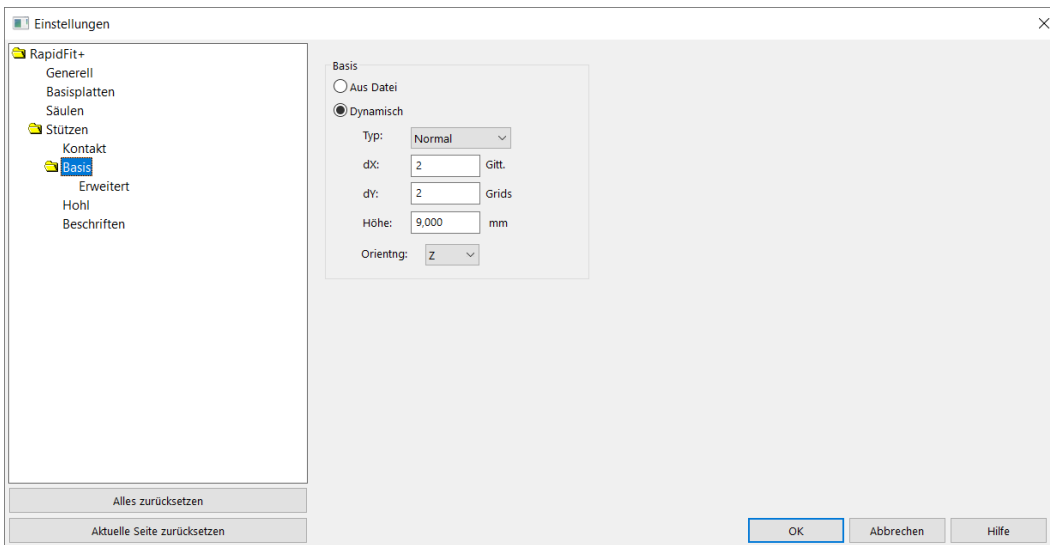 Einstellungen
RapidFit+
Generell
Basisplatten
Säulen
Stützen
Kontakt
Basis
Erweitert
Hohl
Beschriften
Alles zurücksetzen
Aktuelle Seite zurücksetzen
Basis
Aus Datei
Dynamisch
Typ: Normal
dX: 2 Gitt.
dY: 2 Grids
Höhe: 9,000 mm
Orientng: Z
OK Abbrechen Hilfe